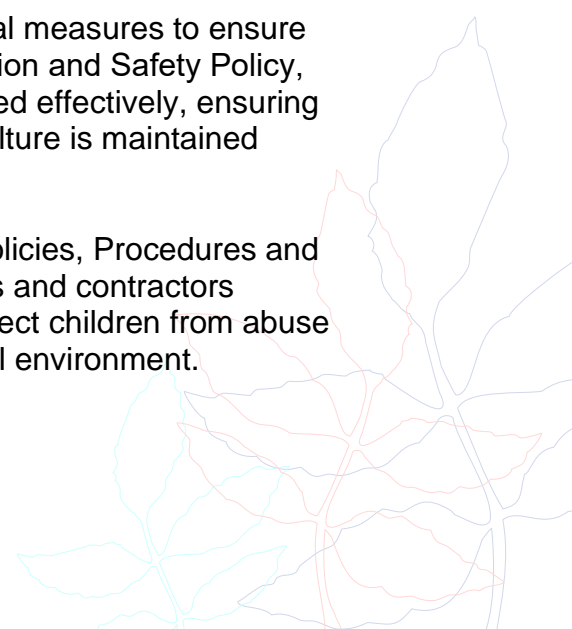 al measures to ensure
ion and Safety Policy,
ed effectively, ensuring
lture is maintained
olicies, Procedures and
s and contractors
ect children from abuse
l environment.